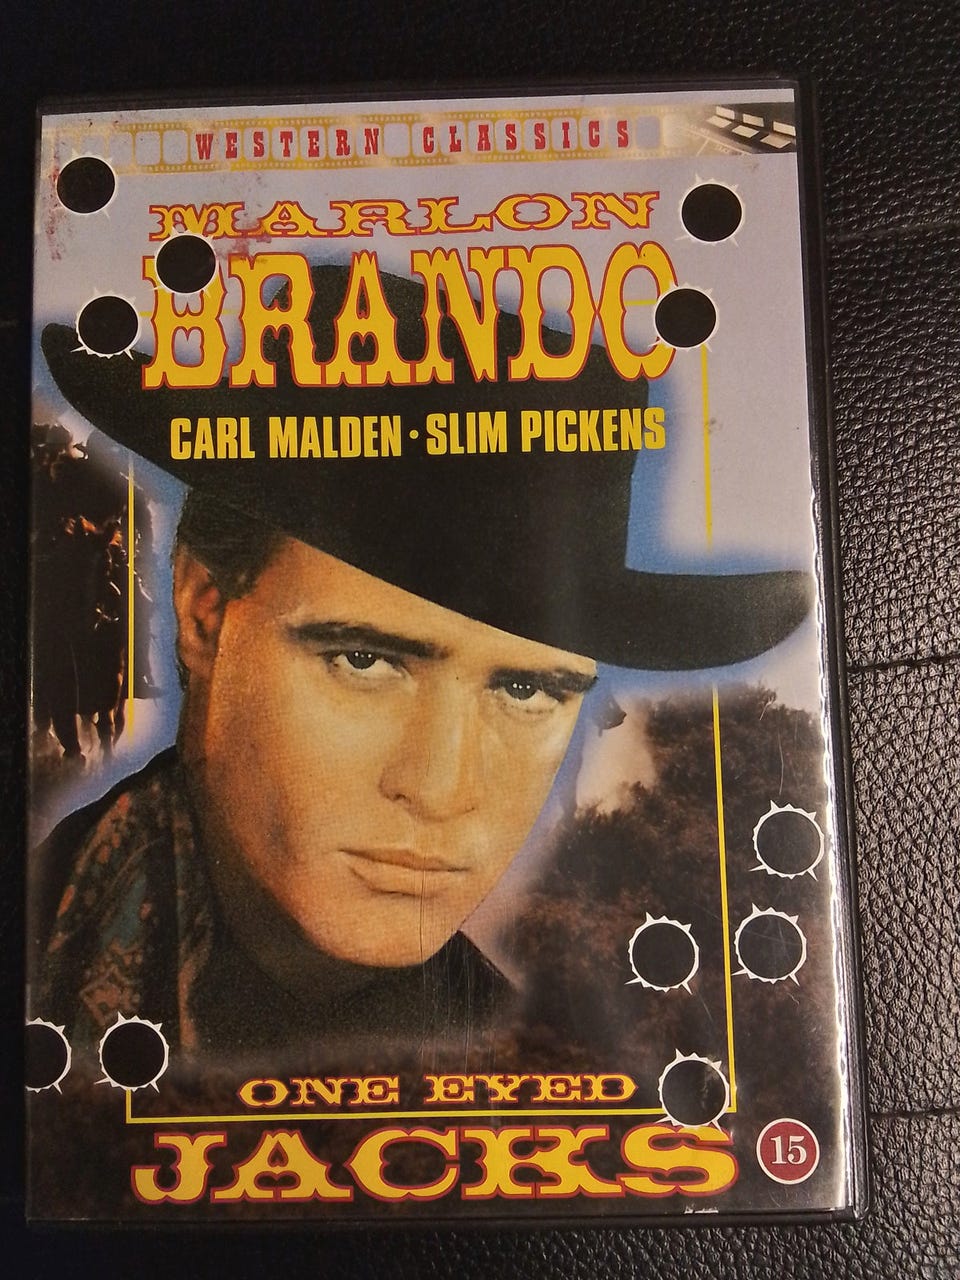 WESTERN CLASSICS
MARLON
BRANDO
CARL MALDEN · SLIM PICKENS
ONE EYED
JACKS
15